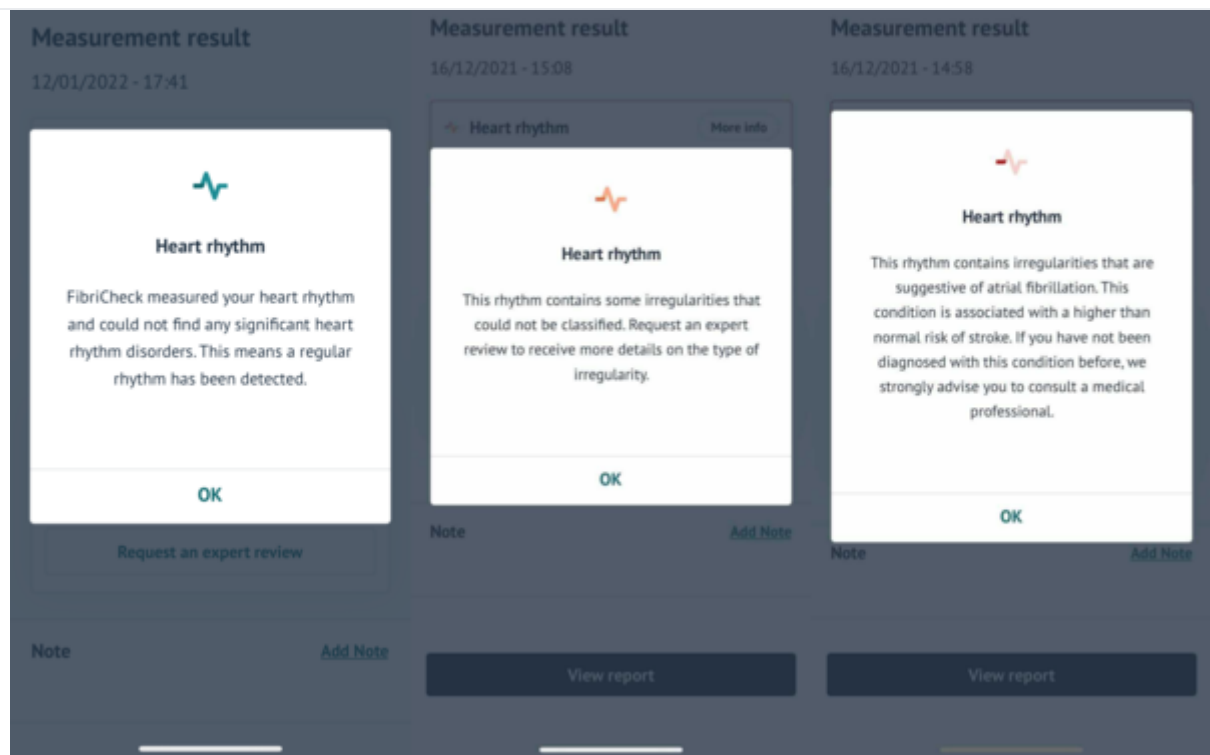 Measurement result
12/01/2022 - 17:41
Heart rhythm
FibriCheck measured your heart rhythm
and could not find any significant heart
rhythm disorders. This means a regular
rhythm has been detected.
OK
Request an expert review
Note
Add Note
Measurement result
16/12/2021 - 15:08
Heart rhythm
More info
Heart rhythm
This rhythm contains some irregularities that
could not be classified. Request an expert
review to receive more details on the type of
irregularity.
OK
Note
Add Note
View report
Measurement result
16/12/2021 - 14:58
Heart rhythm
This rhythm contains irregularities that are
suggestive of atrial fibrillation. This
condition is associated with a higher than
normal risk of stroke. If you have not been
diagnosed with this condition before, we
strongly advise you to consult a medical
professional.
OK
Note
Add Note
View report